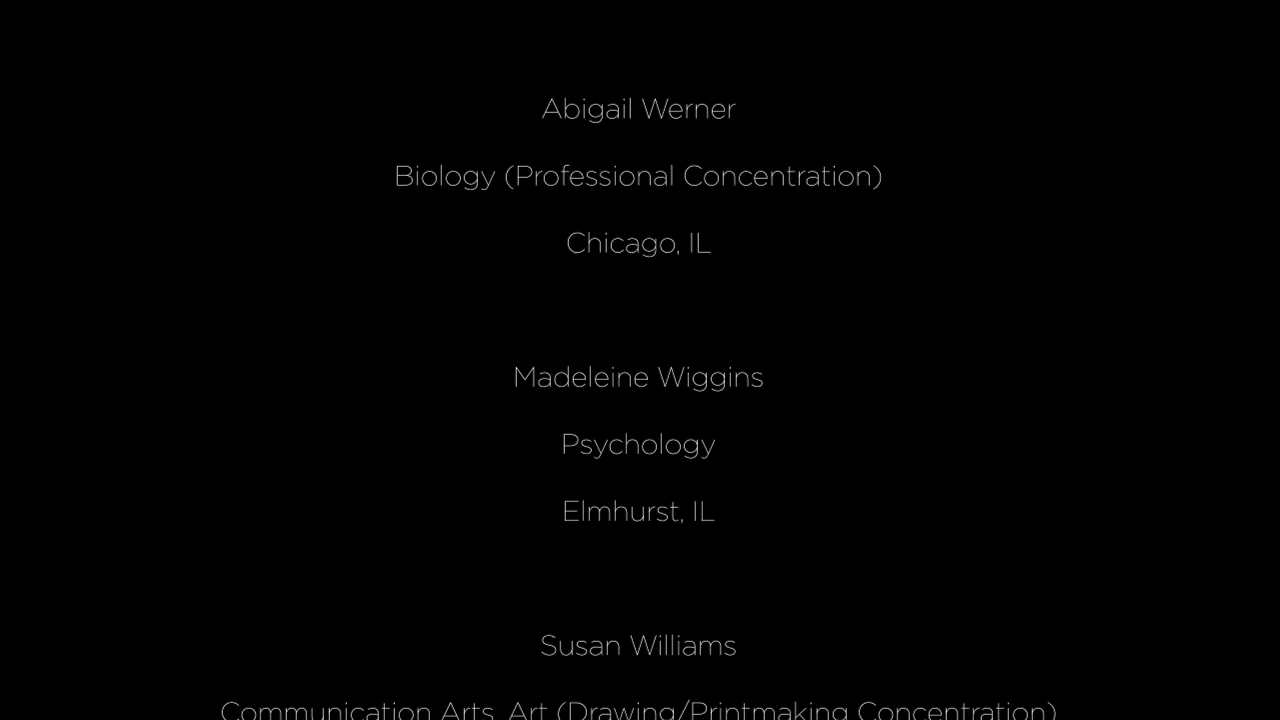 Abigail Werner
Biology (Professional Concentration)
Chicago, IL
Madeleine Wiggins
Psychology
Elmhurst, IL
Susan Williams
Communication Arts, Art (Drawing/Printmaking Concentration)